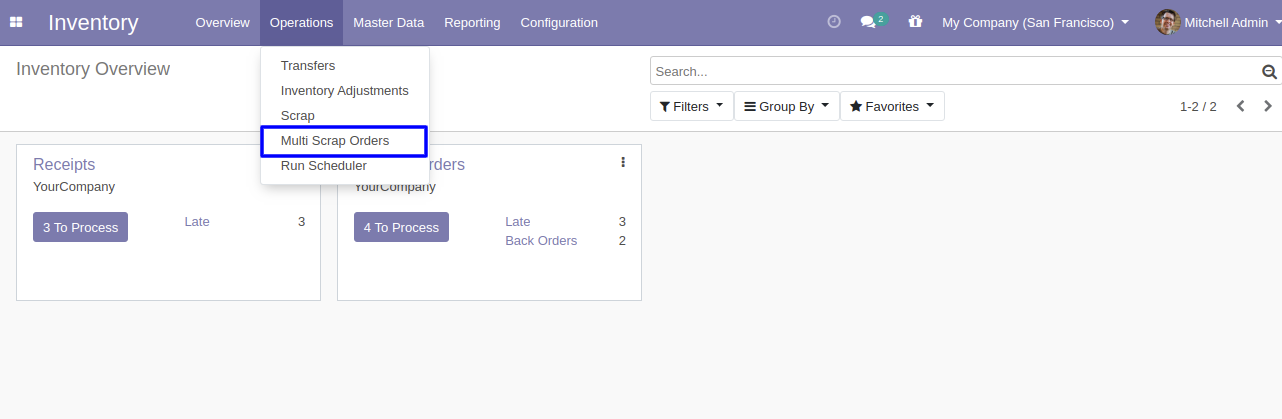 Inventory Overview Operations Master Data Reporting Configuration 2 My Company (San Francisco) Mitchell Admin
Inventory Overview
Search...
Filters Group By Favorites 1-2 / 2
Transfers
Inventory Adjustments
Scrap
Multi Scrap Orders
Run Scheduler
Receipts
YourCompany
3 To Process Late 3
rders
YourCompany
4 To Process Late 3
Back Orders 2